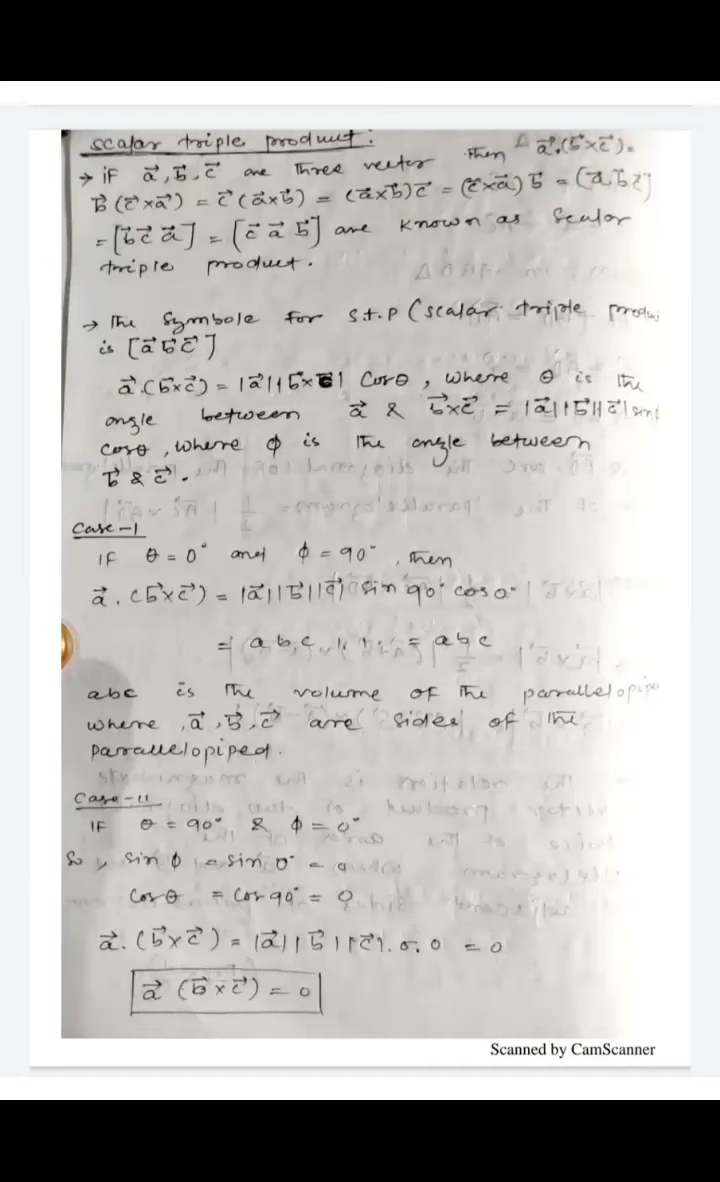 scalar triple product:
→ if a⃗, b⃗, c⃗ are three vector then a⃗.(b⃗×c⃗) =
b⃗(c⃗×a⃗) = c⃗(a⃗×b⃗) = (a⃗×b⃗)c⃗ = (c⃗×a⃗)b⃗ = [a⃗ b⃗ c⃗]
= [b⃗ c⃗ a⃗] = [c⃗ a⃗ b⃗] are known as Scalar
triple product.
→ The Symbole for s.t.p (scalar triple produ
is [a⃗ b⃗ c⃗]
a⃗.(b⃗×c⃗) = |a⃗||b⃗×c⃗| Cosθ, where θ is the
angle between a⃗ & b⃗×c⃗ = |a⃗||b⃗||c⃗| sinϕ
cosθ, where ϕ is the angle between
b⃗ & c⃗.
Case-I
IF θ = 0° and ϕ = 90°, then
a⃗.(b⃗×c⃗) = |a⃗||b⃗||c⃗| sin 90° cos 0°
= abc = abc
abc is the volume of the parallelopipe
where, a⃗, b⃗, c⃗ are sides of the
parallelopiped.
Case-II
IF θ = 90° & ϕ = 0°
So, sin ϕ = sin 0° = 0
Cosθ = Cos 90° = 0
a⃗.(b⃗×c⃗) = |a⃗||b⃗||c⃗|.0.0 = 0
a⃗ (b⃗×c⃗) = 0
Scanned by CamScanner